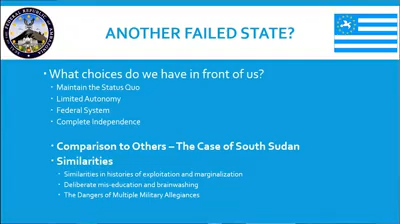 ANOTHER FAILED STATE?
What choices do we have in front of us?
Maintain the Status Quo
Limited Autonomy
Federal System
Complete Independence
Comparison to Others – The Case of South Sudan
Similarities
Similarities in histories of exploitation and marginalization
Deliberate mis-education and brainwashing
The Dangers of Multiple Military Allegiances